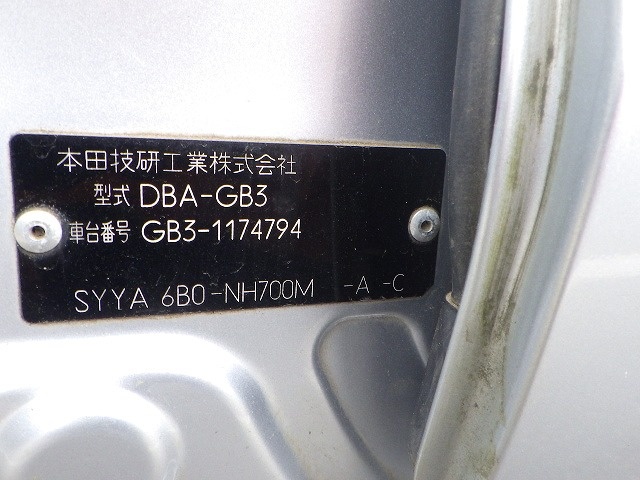 本田技研工業株式会社
型式 DBA-GB3
車台番号 GB3-1174794
SYYA 6B0-NH700M -A -C